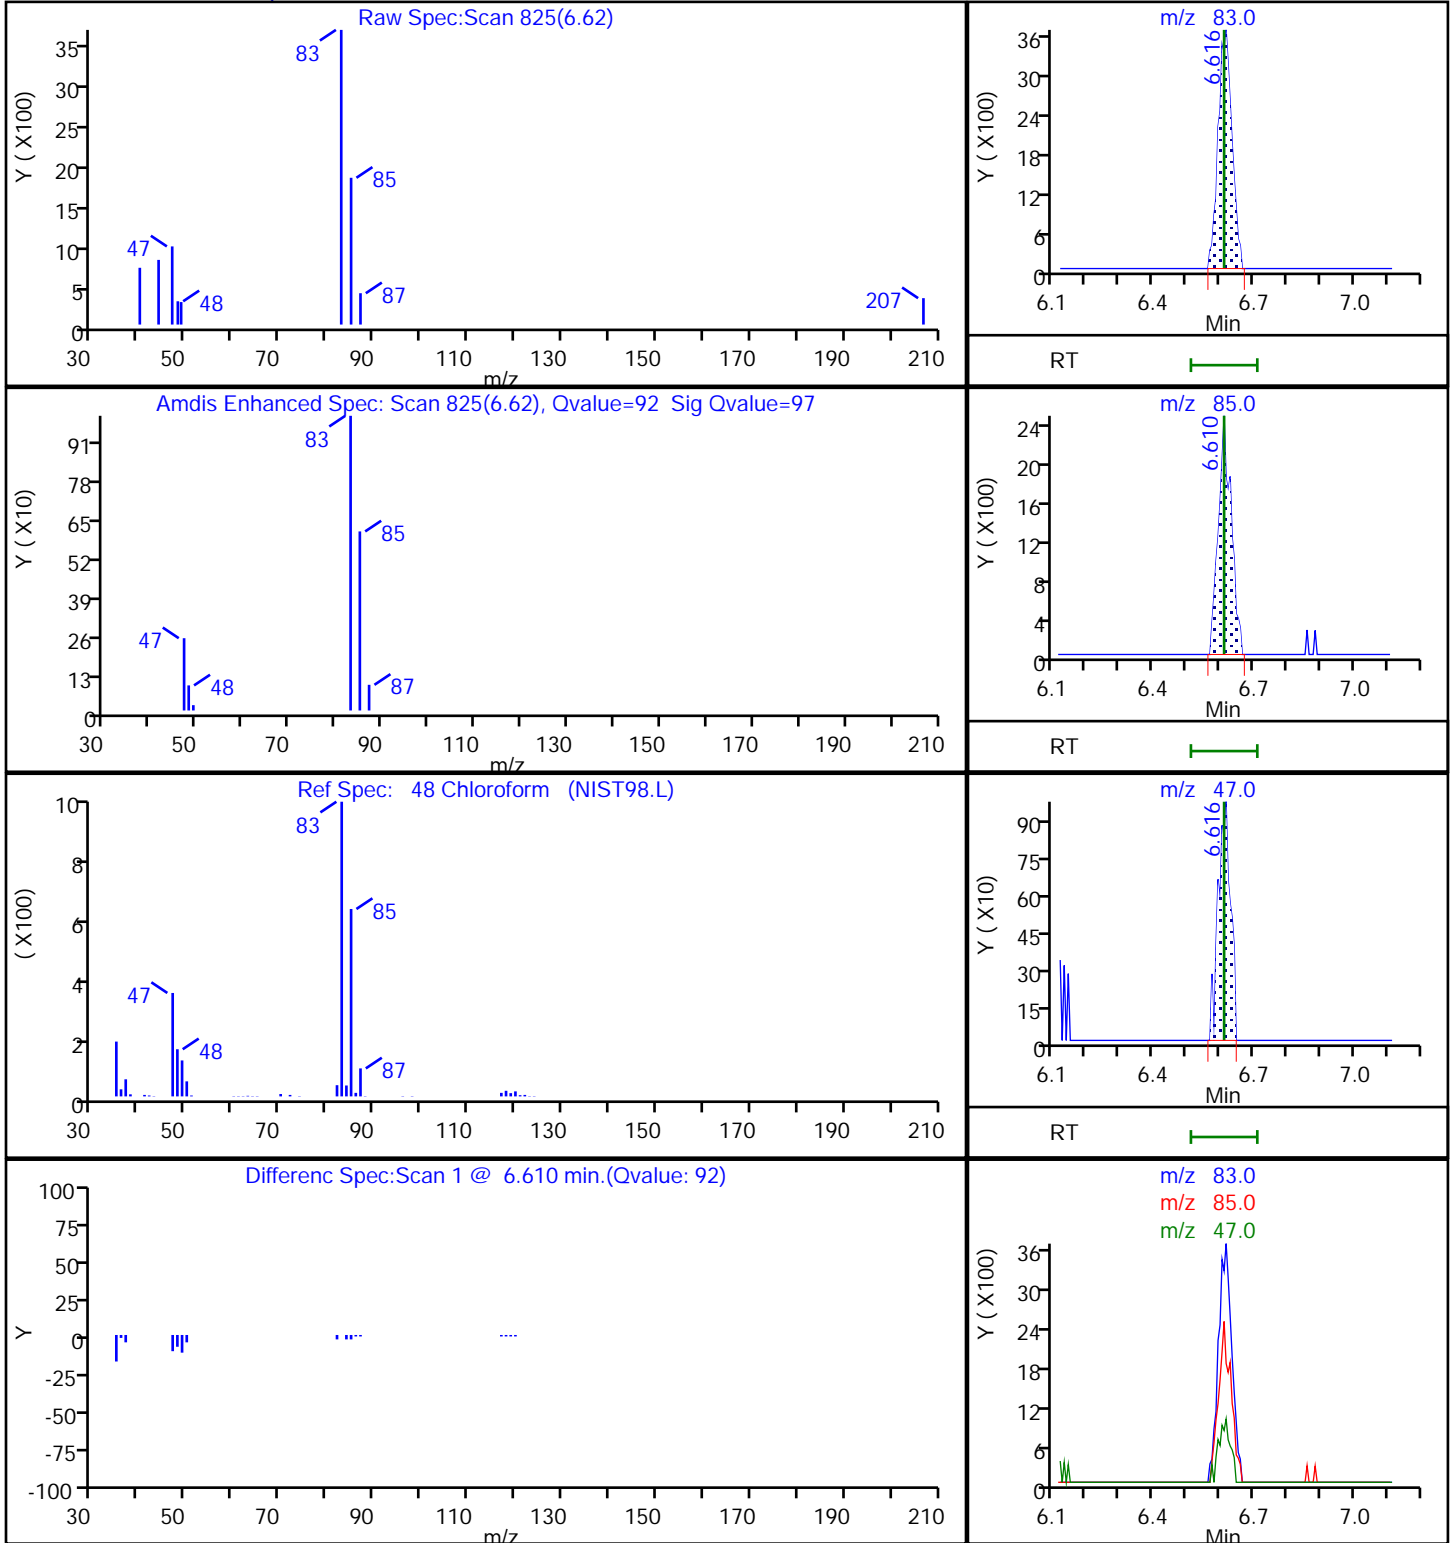 Raw Spec:Scan 825(6.62)
Y ( X100)
35
30
25
20
15
10
5
0
83
85
47
48
87
207
30 50 70 90 110 130 150 170 190 210
m/z
m/z 83.0
Y ( X100)
36
30
24
18
12
6
0
6.616
6.1 6.4 6.7 7.0
Min
RT
Amdis Enhanced Spec: Scan 825(6.62), Qvalue=92 Sig Qvalue=97
Y ( X10)
91
78
65
52
39
26
13
0
83
85
47
48
87
30 50 70 90 110 130 150 170 190 210
m/z
m/z 85.0
Y ( X100)
24
20
16
12
8
4
0
6.610
6.1 6.4 6.7 7.0
Min
RT
Ref Spec: 48 Chloroform (NIST98.L)
( X100)
10
8
6
4
2
0
83
85
47
48
87
30 50 70 90 110 130 150 170 190 210
m/z 47.0
Y ( X10)
90
75
60
45
30
15
0
6.616
6.1 6.4 6.7 7.0
Min
RT
Differenc Spec:Scan 1 @ 6.610 min.(Qvalue: 92)
Y
100
75
50
25
0
-25
-50
-75
-100
30 50 70 90 110 130 150 170 190 210
m/z
m/z 83.0
m/z 85.0
m/z 47.0
Y ( X100)
36
30
24
18
12
6
0
6.1 6.4 6.7 7.0
Min